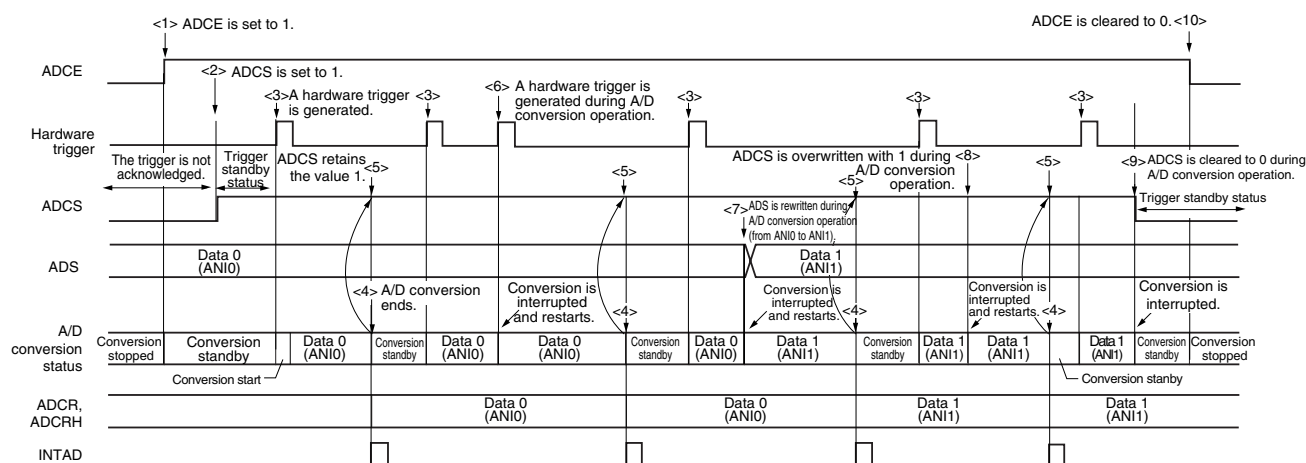 <1> ADCE is set to 1.
ADCE is cleared to 0. <10>
ADCE
<2> ADCS is set to 1.
<3> A hardware trigger
is generated.
<3>
<6> A hardware trigger is
generated during A/D
conversion operation.
<3>
<3>
<3>
Hardware
trigger
The trigger is not
acknowledged.
Trigger
standby
status
ADCS retains
the value 1.
<5>
<5>
ADCS is overwritten with 1 during <8>
A/D conversion
operation.
<5>
<5>
<9> ADCS is cleared to 0 during
A/D conversion operation.
ADCS
Trigger standby status
<7> ADS is rewritten during
A/D conversion operation
(from ANI0 to ANI1).
ADS
Data 0
(ANI0)
Data 1
(ANI1)
<4> A/D conversion
ends.
Conversion is
interrupted
and restarts.
<4>
Conversion is
interrupted
and restarts.
<4>
Conversion is
interrupted
and restarts.
<4>
Conversion is
interrupted.
A/D
conversion
status
Conversion
stopped
Conversion
standby
Data 0
(ANI0)
Conversion
standby
Data 0
(ANI0)
Data 0
(ANI0)
Conversion
standby
Data 0
(ANI0)
Data 1
(ANI1)
Conversion
standby
Data 1
(ANI1)
Data 1
(ANI1)
Data 1
(ANI1)
Conversion
standby
Conversion
stopped
Conversion start
Conversion stanby
ADCR,
ADCRH
Data 0
(ANI0)
Data 0
(ANI0)
Data 1
(ANI1)
Data 1
(ANI1)
INTAD